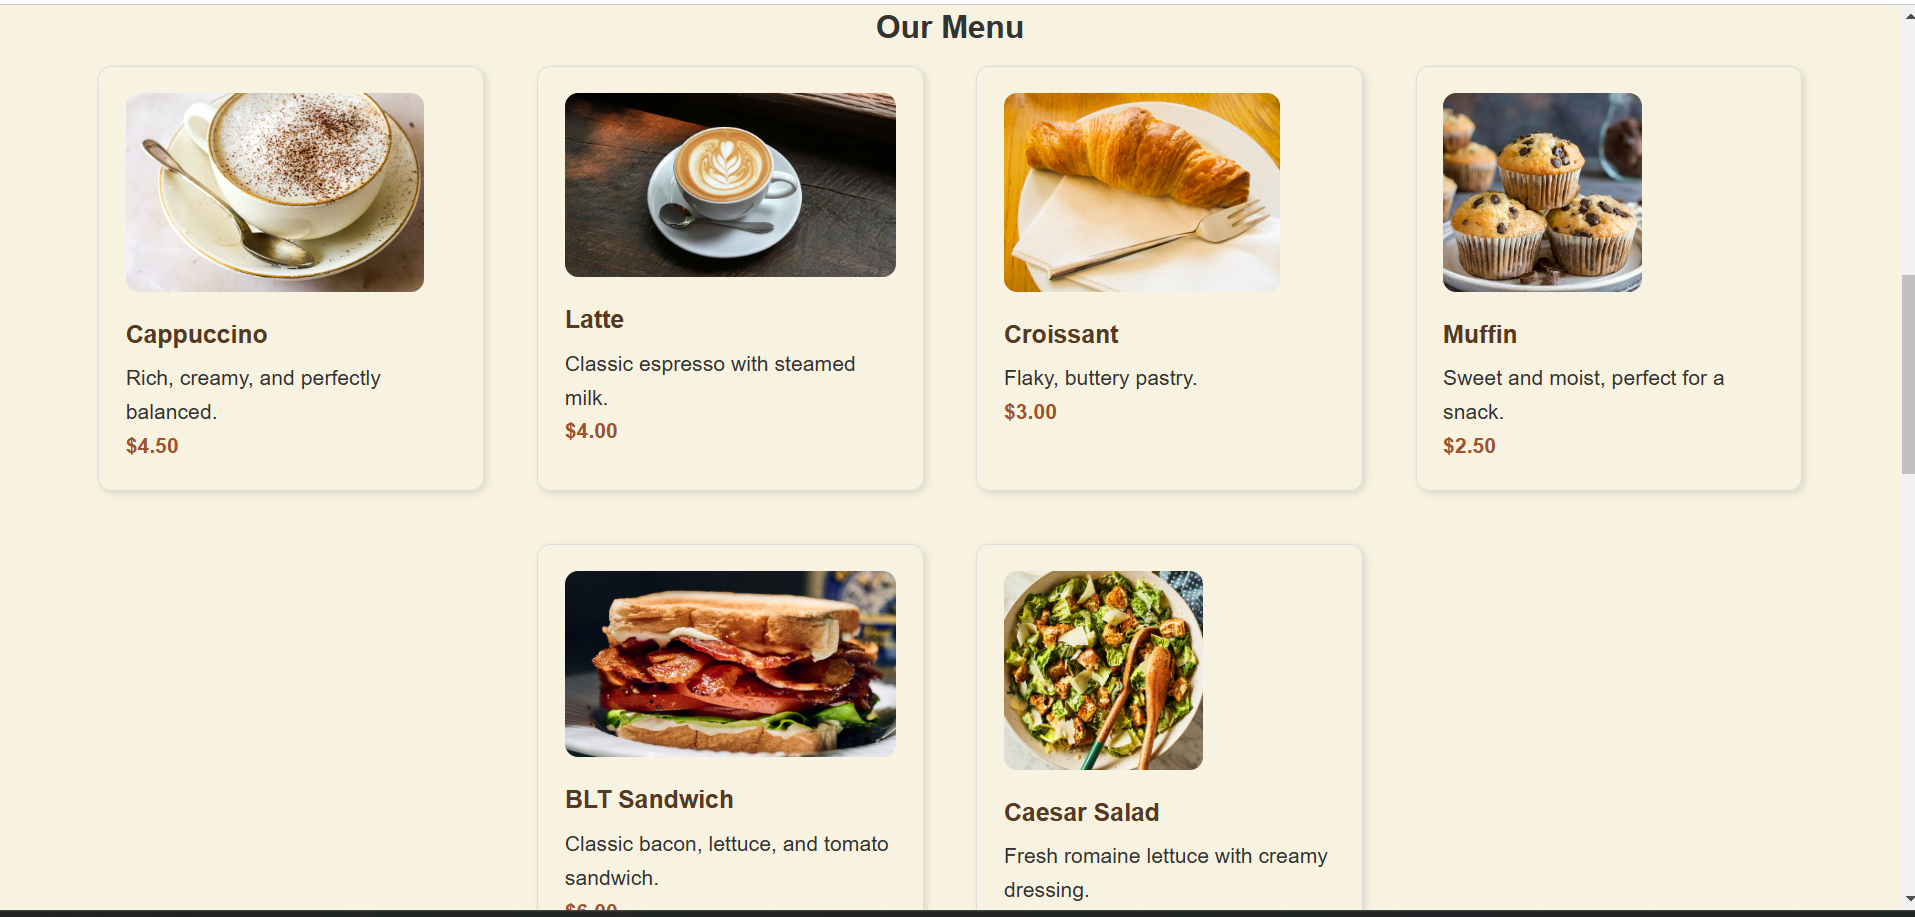 Our Menu
Cappuccino
Rich, creamy, and perfectly
balanced.
$4.50
Latte
Classic espresso with steamed
milk.
$4.00
Croissant
Flaky, buttery pastry.
$3.00
Muffin
Sweet and moist, perfect for a
snack.
$2.50
BLT Sandwich
Classic bacon, lettuce, and tomato
sandwich.
$6.00
Caesar Salad
Fresh romaine lettuce with creamy
dressing.